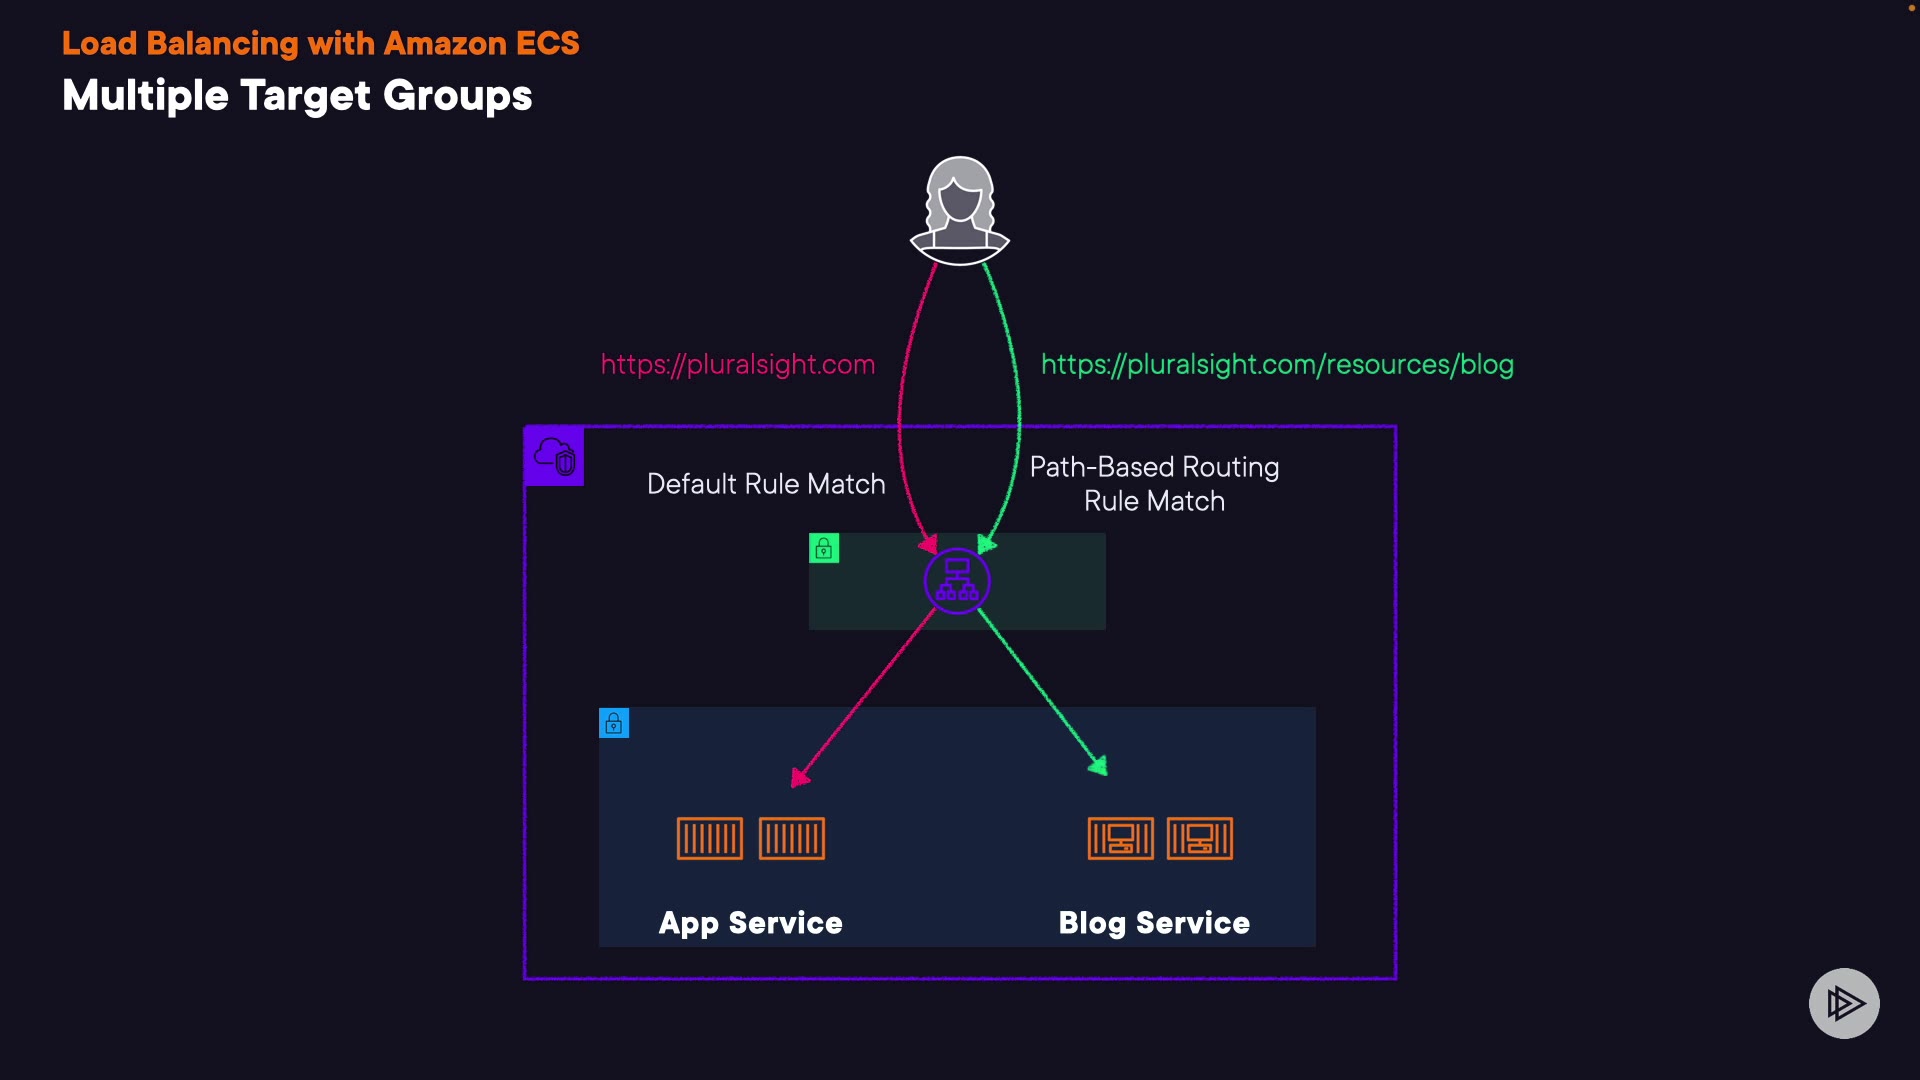 Load Balancing with Amazon ECS
Multiple Target Groups
https://pluralsight.com
https://pluralsight.com/resources/blog
Default Rule Match
Path-Based Routing
Rule Match
App Service
Blog Service